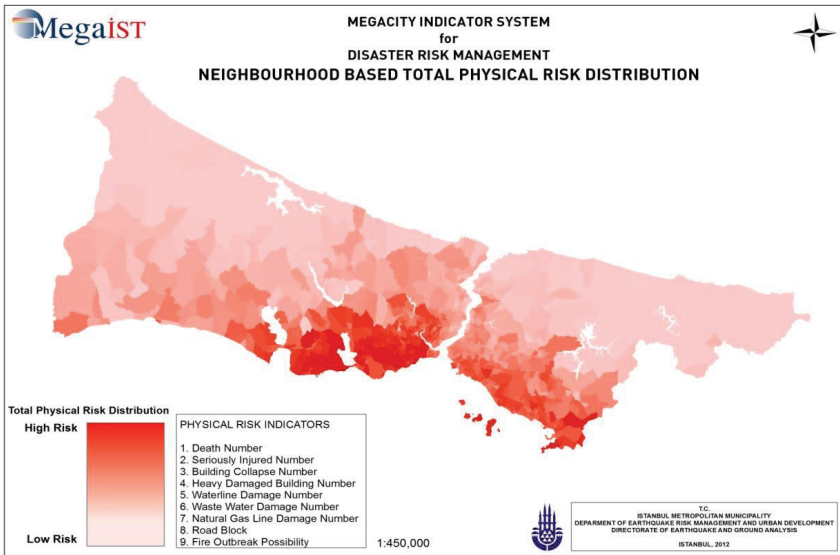 MegaIST
MEGACITY INDICATOR SYSTEM
for
DISASTER RISK MANAGEMENT
NEIGHBOURHOOD BASED TOTAL PHYSICAL RISK DISTRIBUTION
Total Physical Risk Distribution
High Risk
Low Risk
PHYSICAL RISK INDICATORS
1. Death Number
2. Seriously Injured Number
3. Building Collapse Number
4. Heavy Damaged Building Number
5. Waterline Damage Number
6. Waste Water Damage Number
7. Natural Gas Line Damage Number
8. Road Block
9. Fire Outbreak Possibility
1:450,000
T.C.
ISTANBUL METROPOLITAN MUNICIPALITY
DEPARMENT OF EARTHQUAKE RISK MANAGEMENT AND URBAN DEVELOPMENT
DIRECTORATE OF EARTHQUAKE AND GROUND ANALYSIS
ISTANBUL, 2012